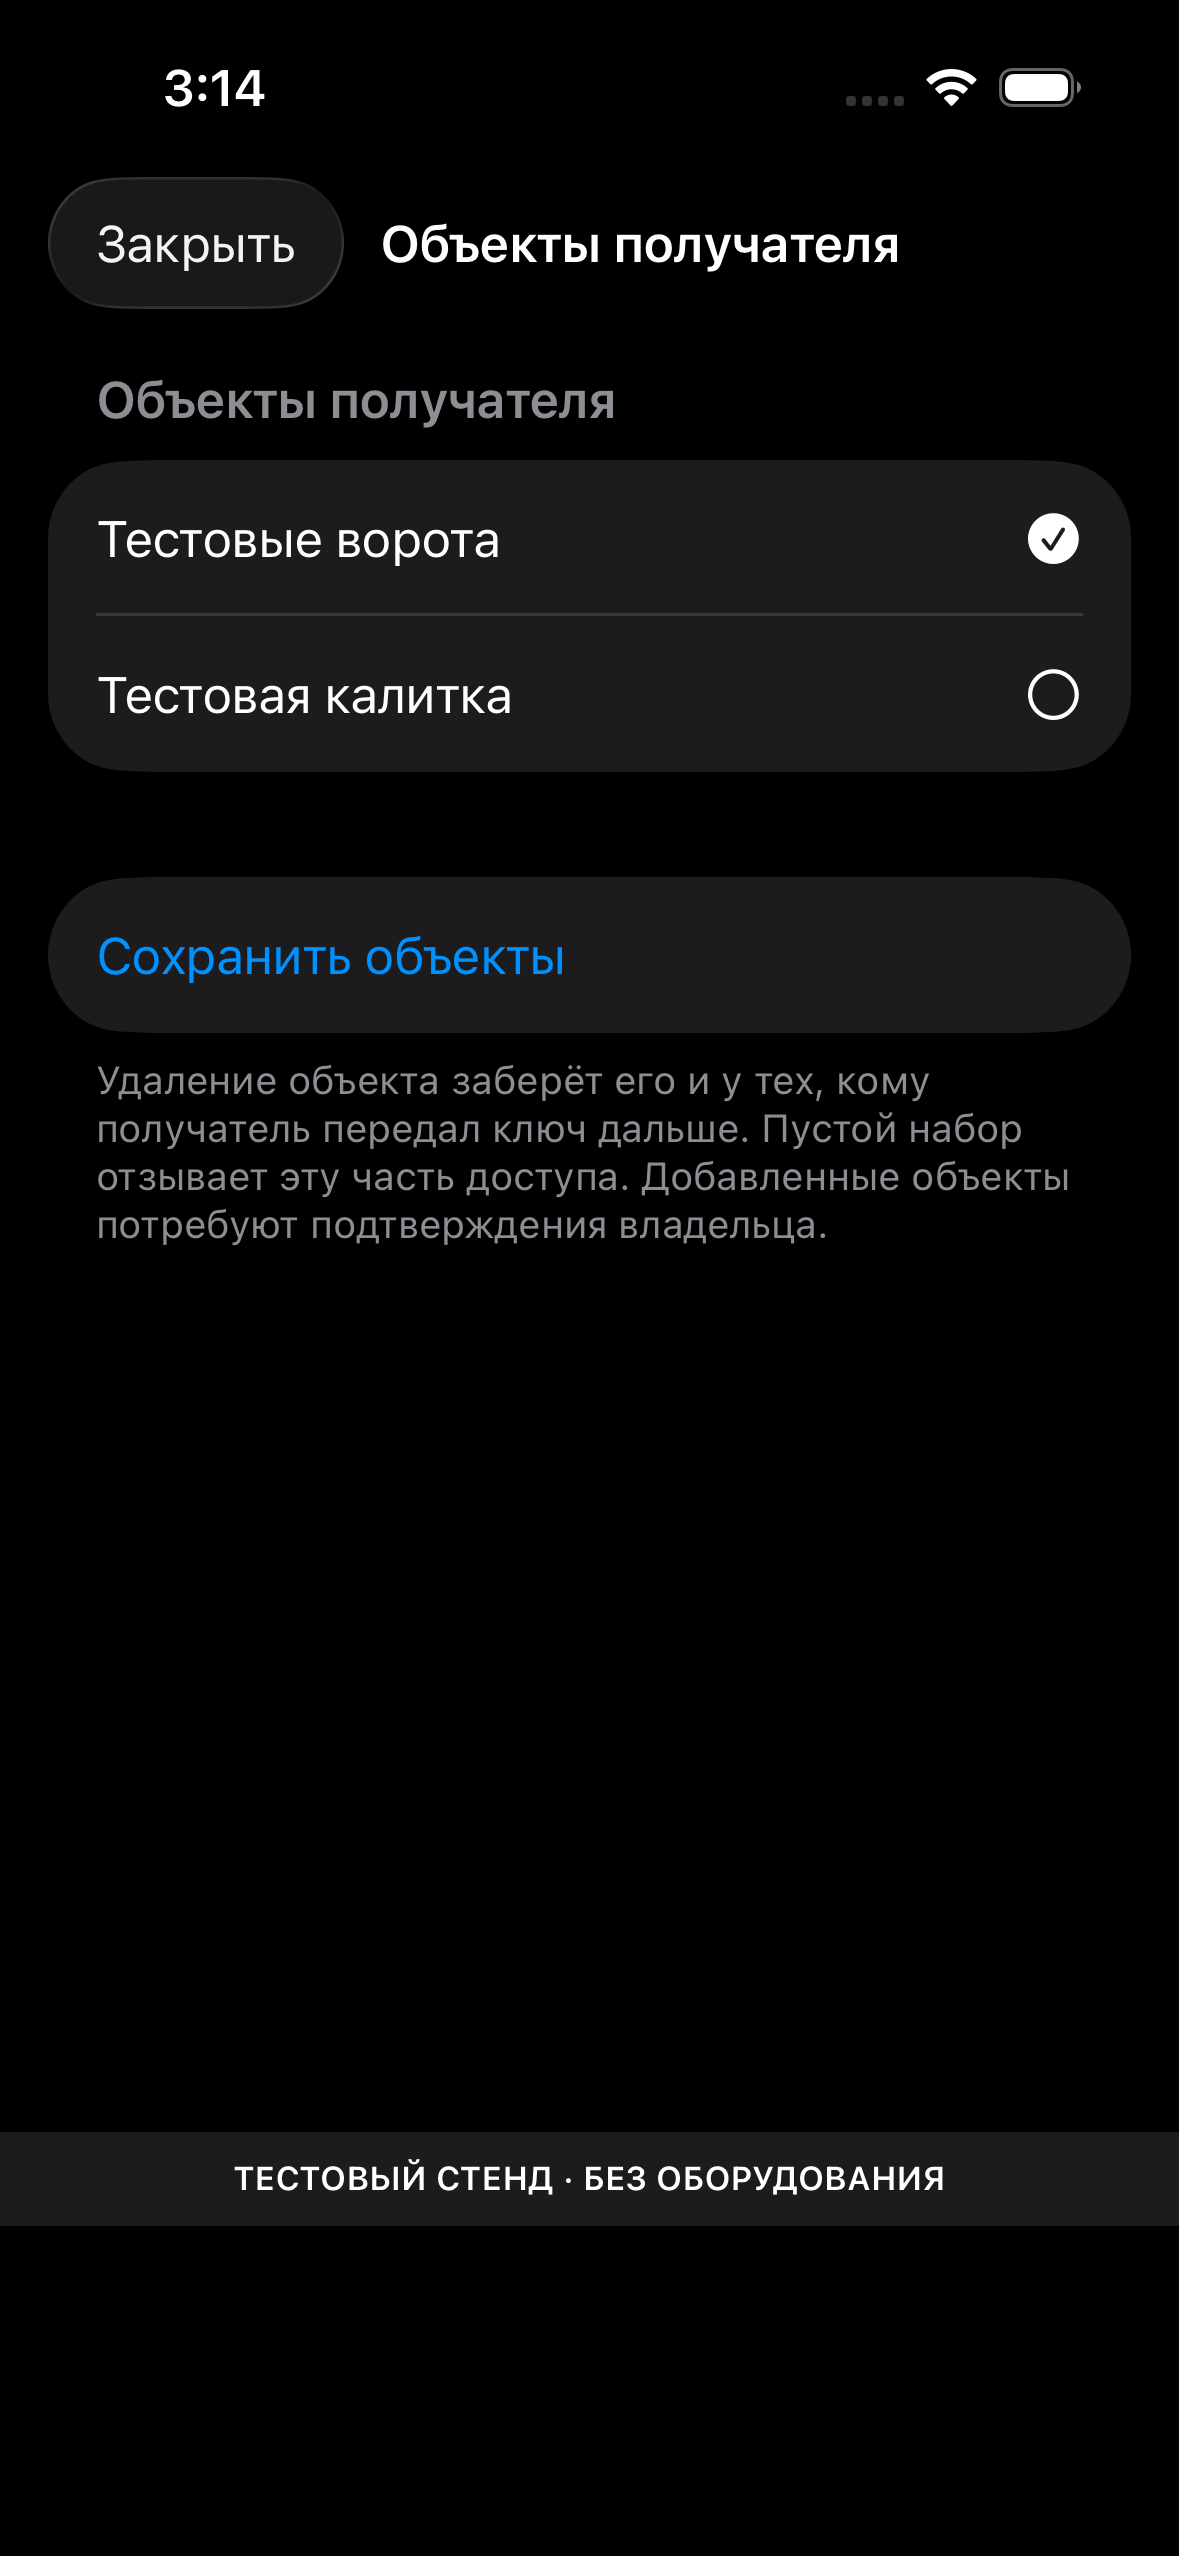 3:14
Закрыть
Объекты получателя
Объекты получателя
Тестовые ворота
Тестовая калитка
Сохранить объекты
Удаление объекта заберёт его и у тех, кому
получатель передал ключ дальше. Пустой набор
отзывает эту часть доступа. Добавленные объекты
потребуют подтверждения владельца.
ТЕСТОВЫЙ СТЕНД · БЕЗ ОБОРУДОВАНИЯ